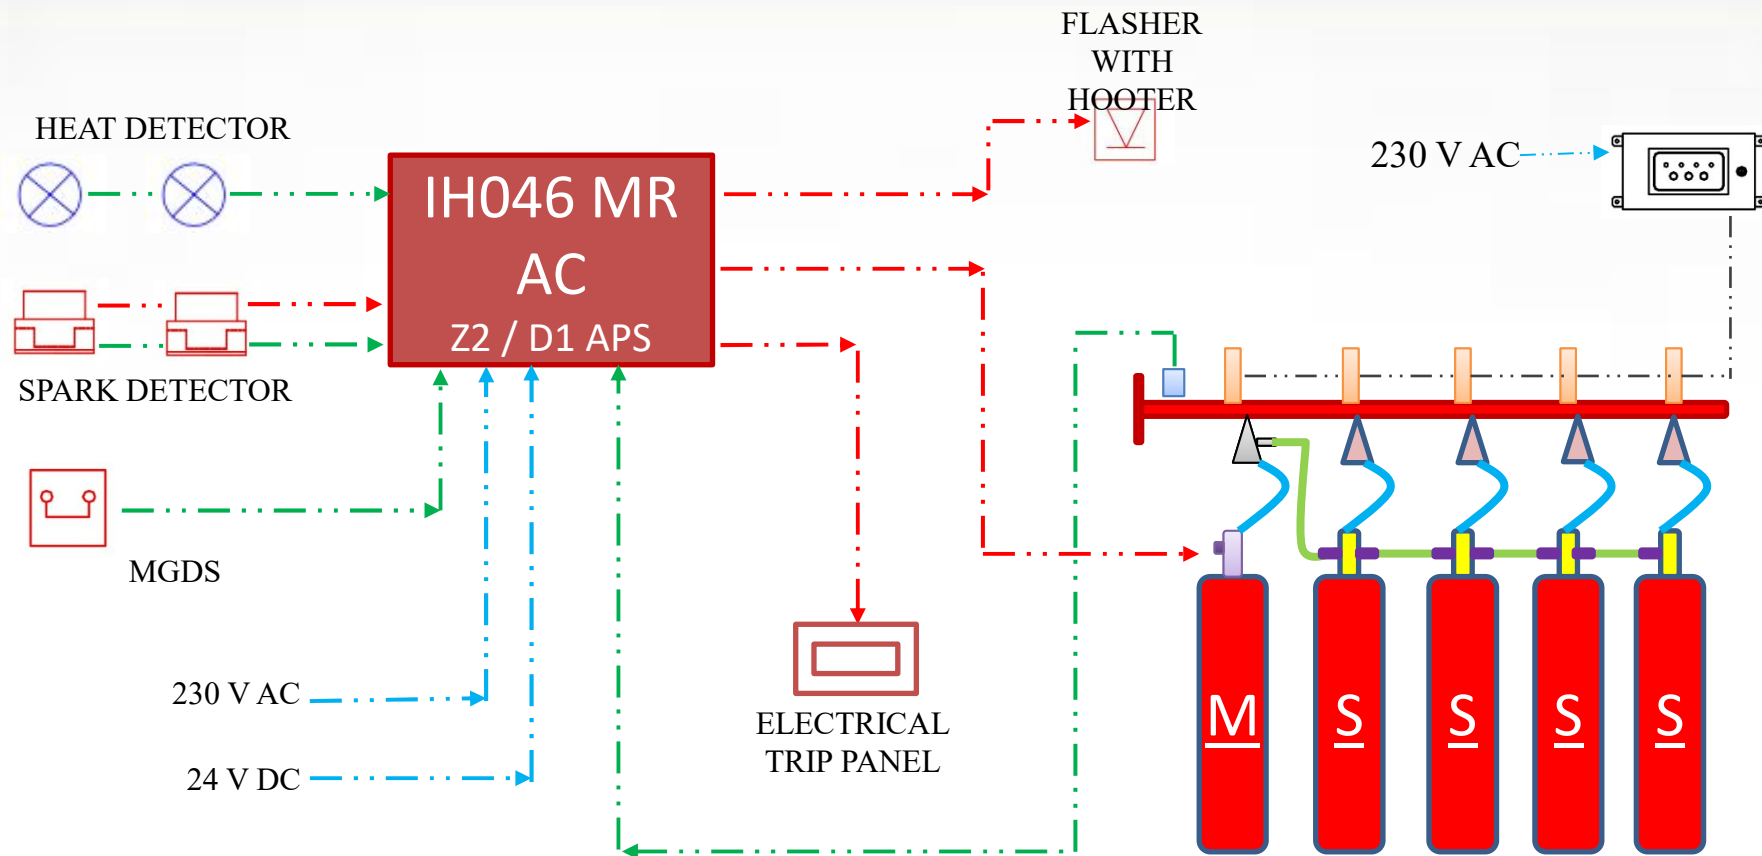 FLASHER
WITH
HOOTER
HEAT DETECTOR
230 V AC
IH046 MR
AC
Z2 / D1 APS
SPARK DETECTOR
MGDS
230 V AC
24 V DC
ELECTRICAL
TRIP PANEL
M
S
S
S
S